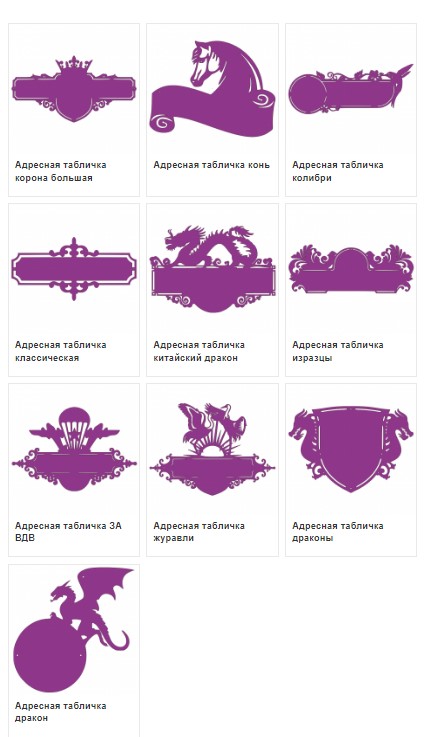 Адресная табличка
корона большая
Адресная табличка конь
Адресная табличка
колибри
Адресная табличка
классическая
Адресная табличка
китайский дракон
Адресная табличка
изразцы
Адресная табличка ЗА
ВДВ
Адресная табличка
журавли
Адресная табличка
драконы
Адресная табличка
дракон